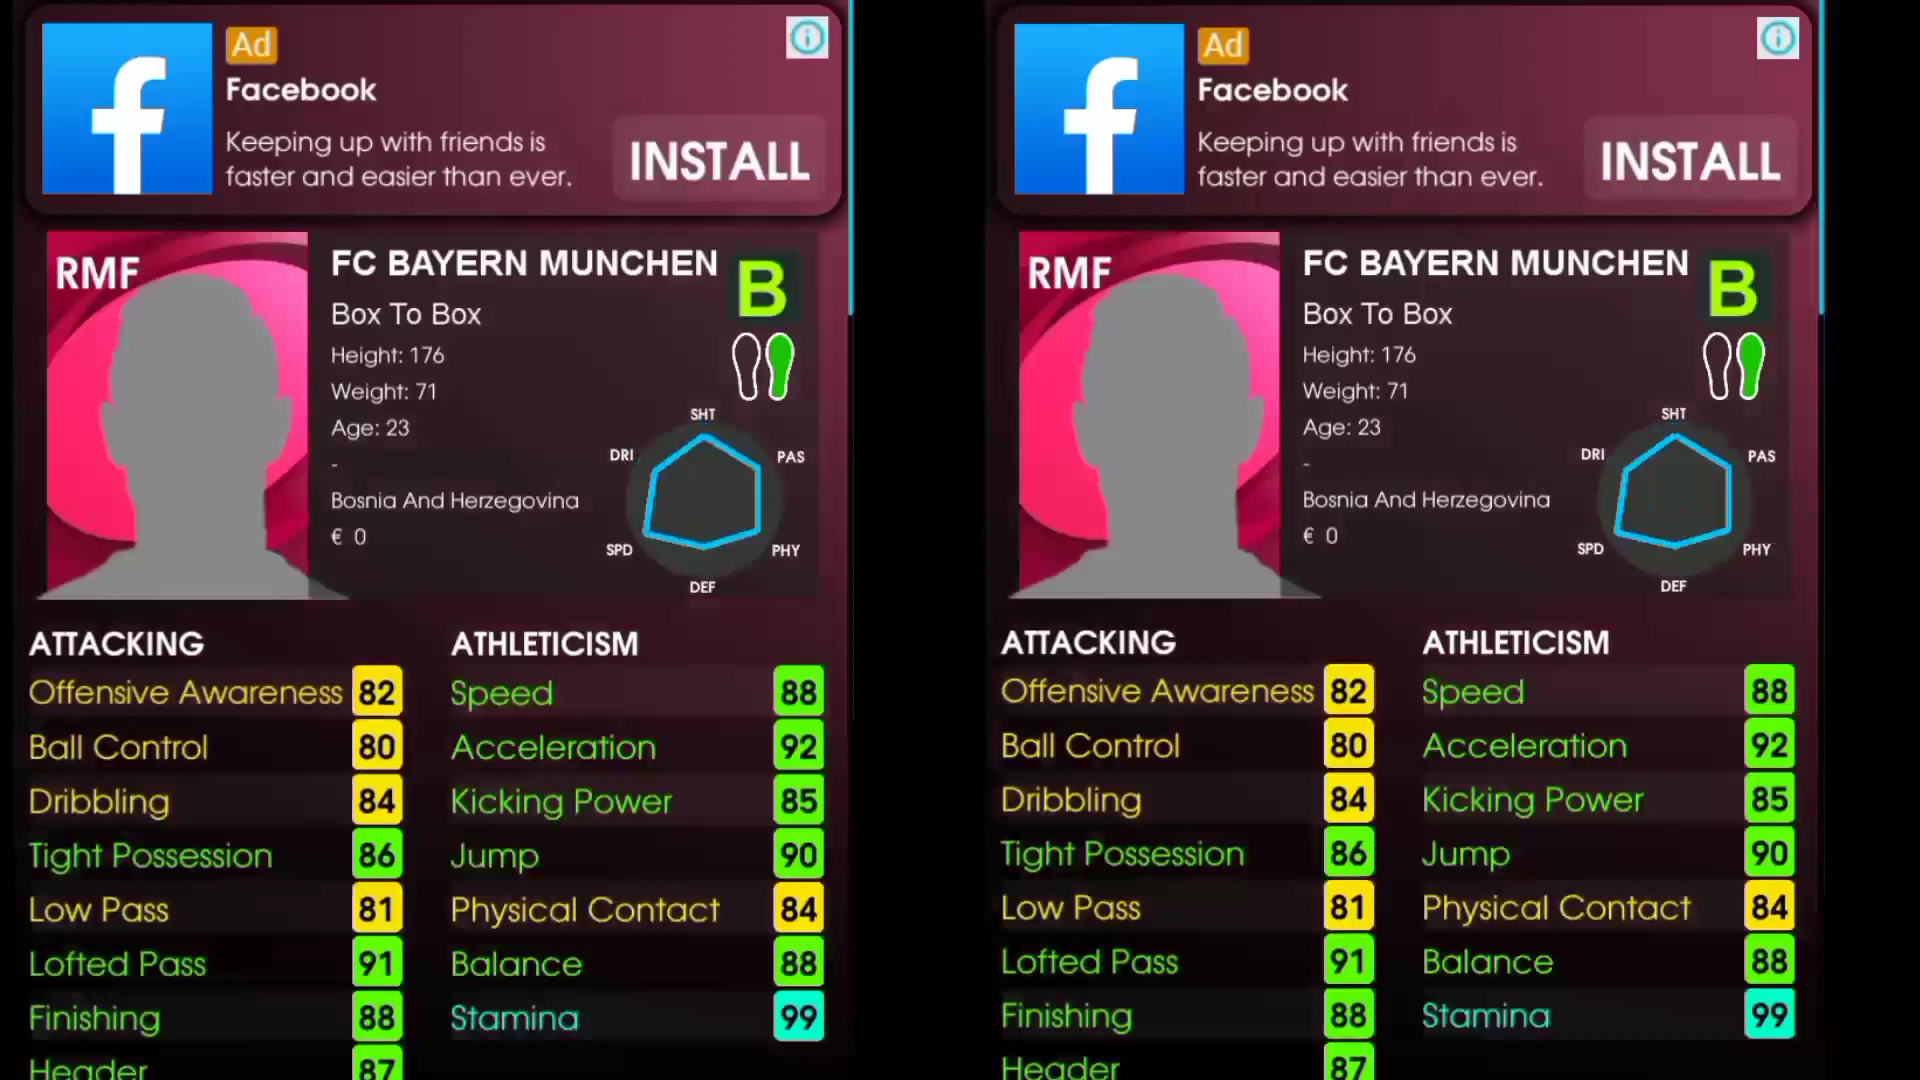 Ad
Facebook
Keeping up with friends is
faster and easier than ever.
INSTALL
RMF
FC BAYERN MUNCHEN
B
Box To Box
Height: 176
Weight: 71
Age: 23
-
Bosnia And Herzegovina
€ 0
SHT
DRI
PAS
SPD
PHY
DEF
ATTACKING
Offensive Awareness 82
Ball Control 80
Dribbling 84
Tight Possession 86
Low Pass 81
Lofted Pass 91
Finishing 88
Header 87
ATHLETICISM
Speed 88
Acceleration 92
Kicking Power 85
Jump 90
Physical Contact 84
Balance 88
Stamina 99
Ad
Facebook
Keeping up with friends is
faster and easier than ever.
INSTALL
RMF
FC BAYERN MUNCHEN
B
Box To Box
Height: 176
Weight: 71
Age: 23
-
Bosnia And Herzegovina
€ 0
SHT
DRI
PAS
SPD
PHY
DEF
ATTACKING
Offensive Awareness 82
Ball Control 80
Dribbling 84
Tight Possession 86
Low Pass 81
Lofted Pass 91
Finishing 88
Header 87
ATHLETICISM
Speed 88
Acceleration 92
Kicking Power 85
Jump 90
Physical Contact 84
Balance 88
Stamina 99